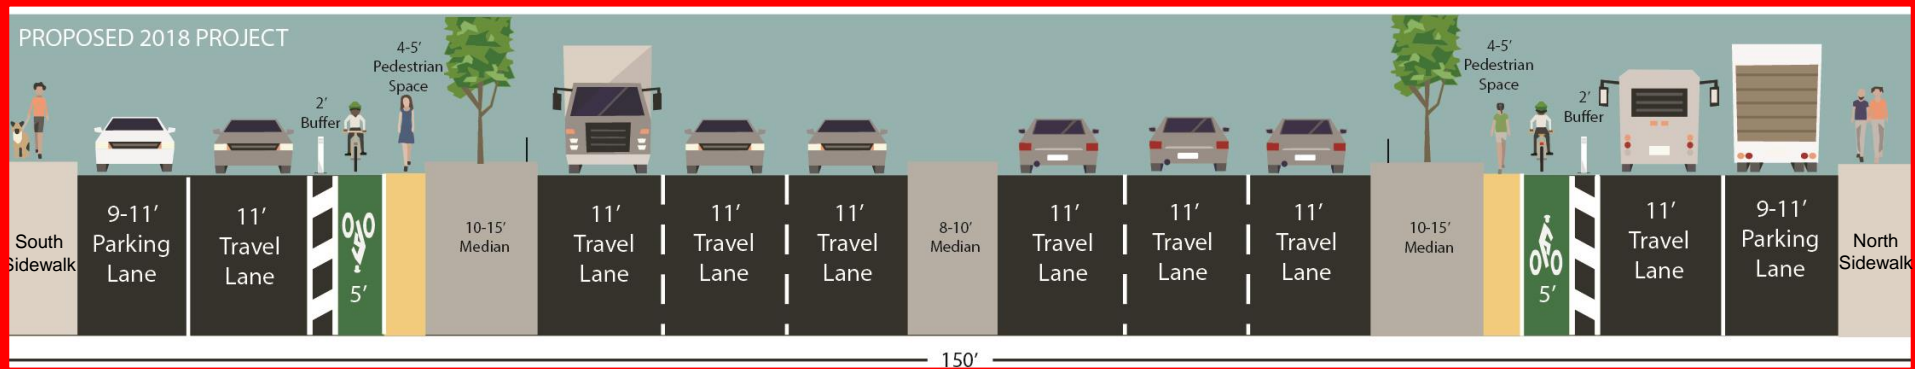 PROPOSED 2018 PROJECT
South
Sidewalk
9-11'
Parking
Lane
11'
Travel
Lane
2'
Buffer
5'
4-5'
Pedestrian
Space
10-15'
Median
11'
Travel
Lane
11'
Travel
Lane
11'
Travel
Lane
8-10'
Median
11'
Travel
Lane
11'
Travel
Lane
11'
Travel
Lane
10-15'
Median
4-5'
Pedestrian
Space
5'
2'
Buffer
11'
Travel
Lane
9-11'
Parking
Lane
North
Sidewalk
150'